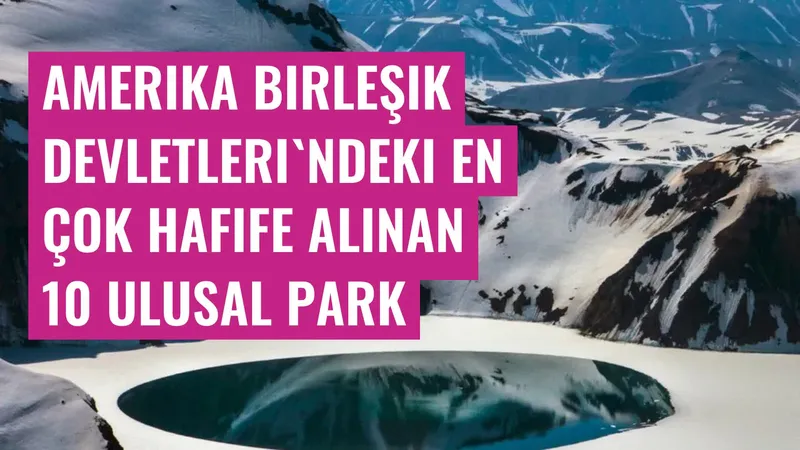 AMERIKA BIRLEŞIK
DEVLETLERI`NDEKI EN
ÇOK HAFIFE ALINAN
10 ULUSAL PARK